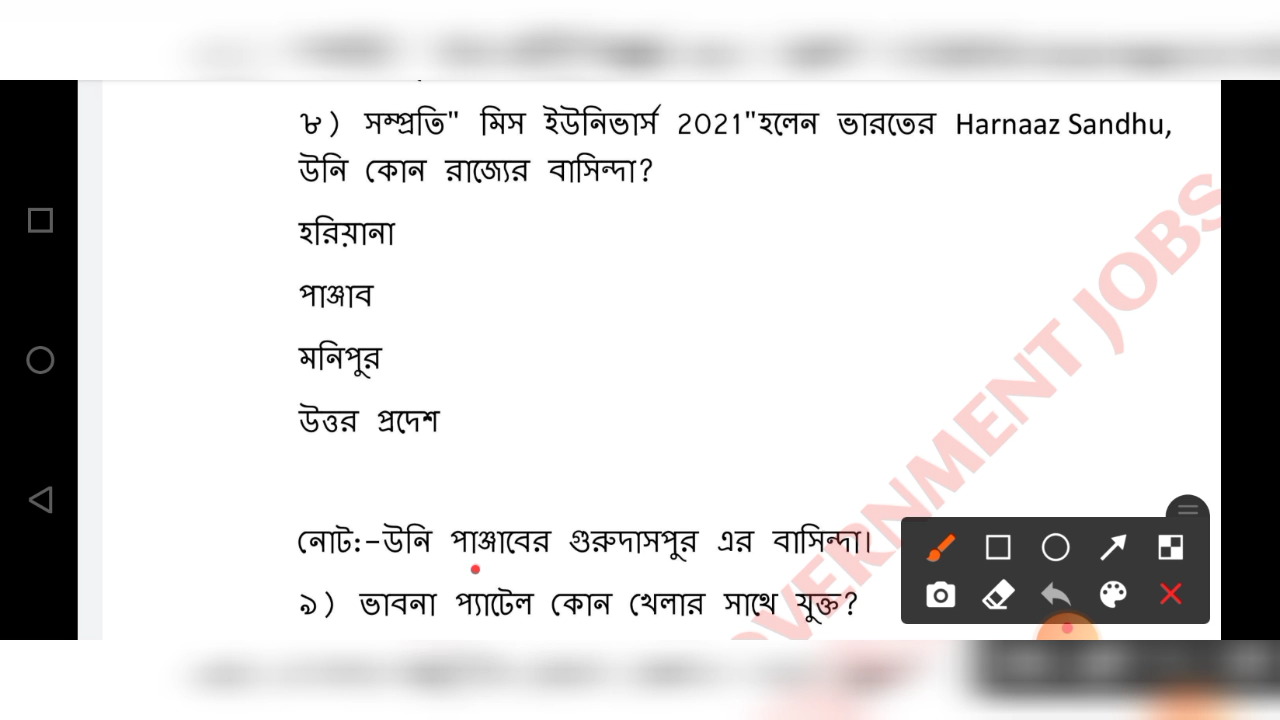 ৮) সম্প্রতি" মিস ইউনিভার্স 2021"হলেন ভারতের Harnaaz Sandhu,
উনি কোন রাজ্যের বাসিন্দা?
হরিয়ানা
পাঞ্জাব
মনিপুর
উত্তর প্রদেশ
নোট:-উনি পাঞ্জাবের গুরুদাসপুর এর বাসিন্দা।
৯) ভাবনা প্যাটেল কোন খেলার সাথে যুক্ত?
JOBS